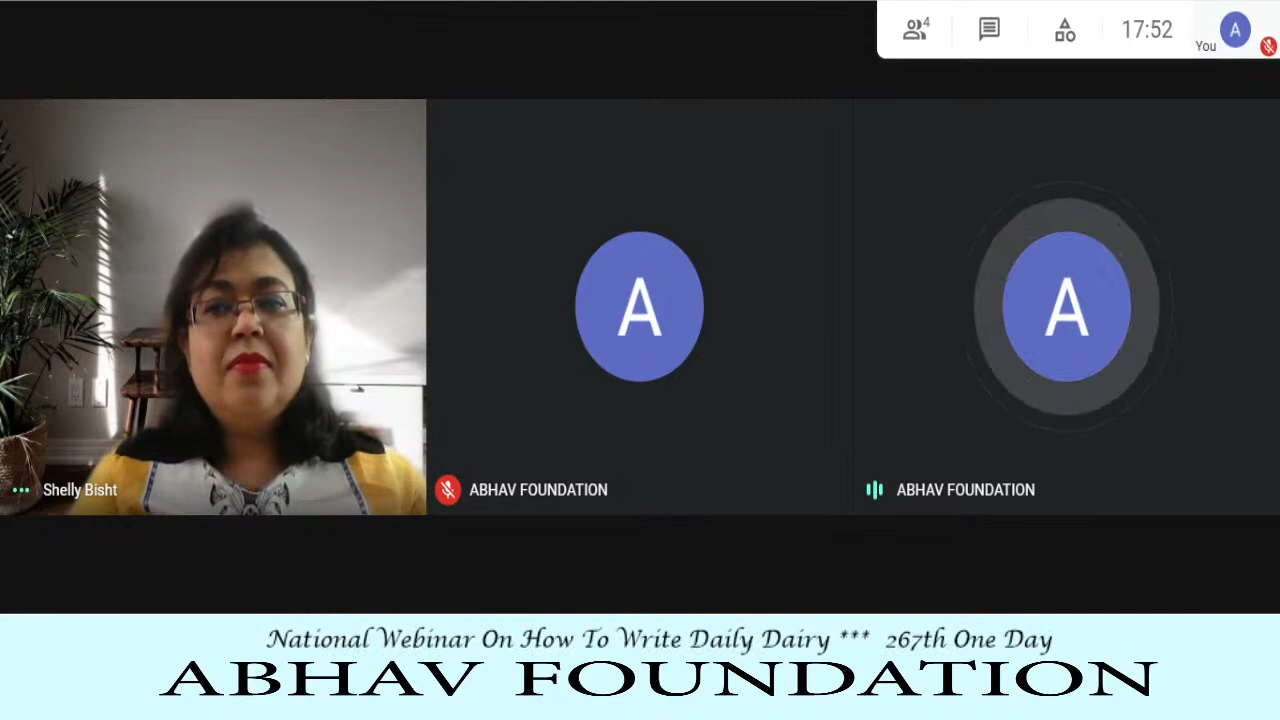 4
17:52
You
A
A
A
Shelly Bisht
ABHAV FOUNDATION
ABHAV FOUNDATION
National Webinar On How To Write Daily Dairy *** 267th One Day
ABHAV FOUNDATION